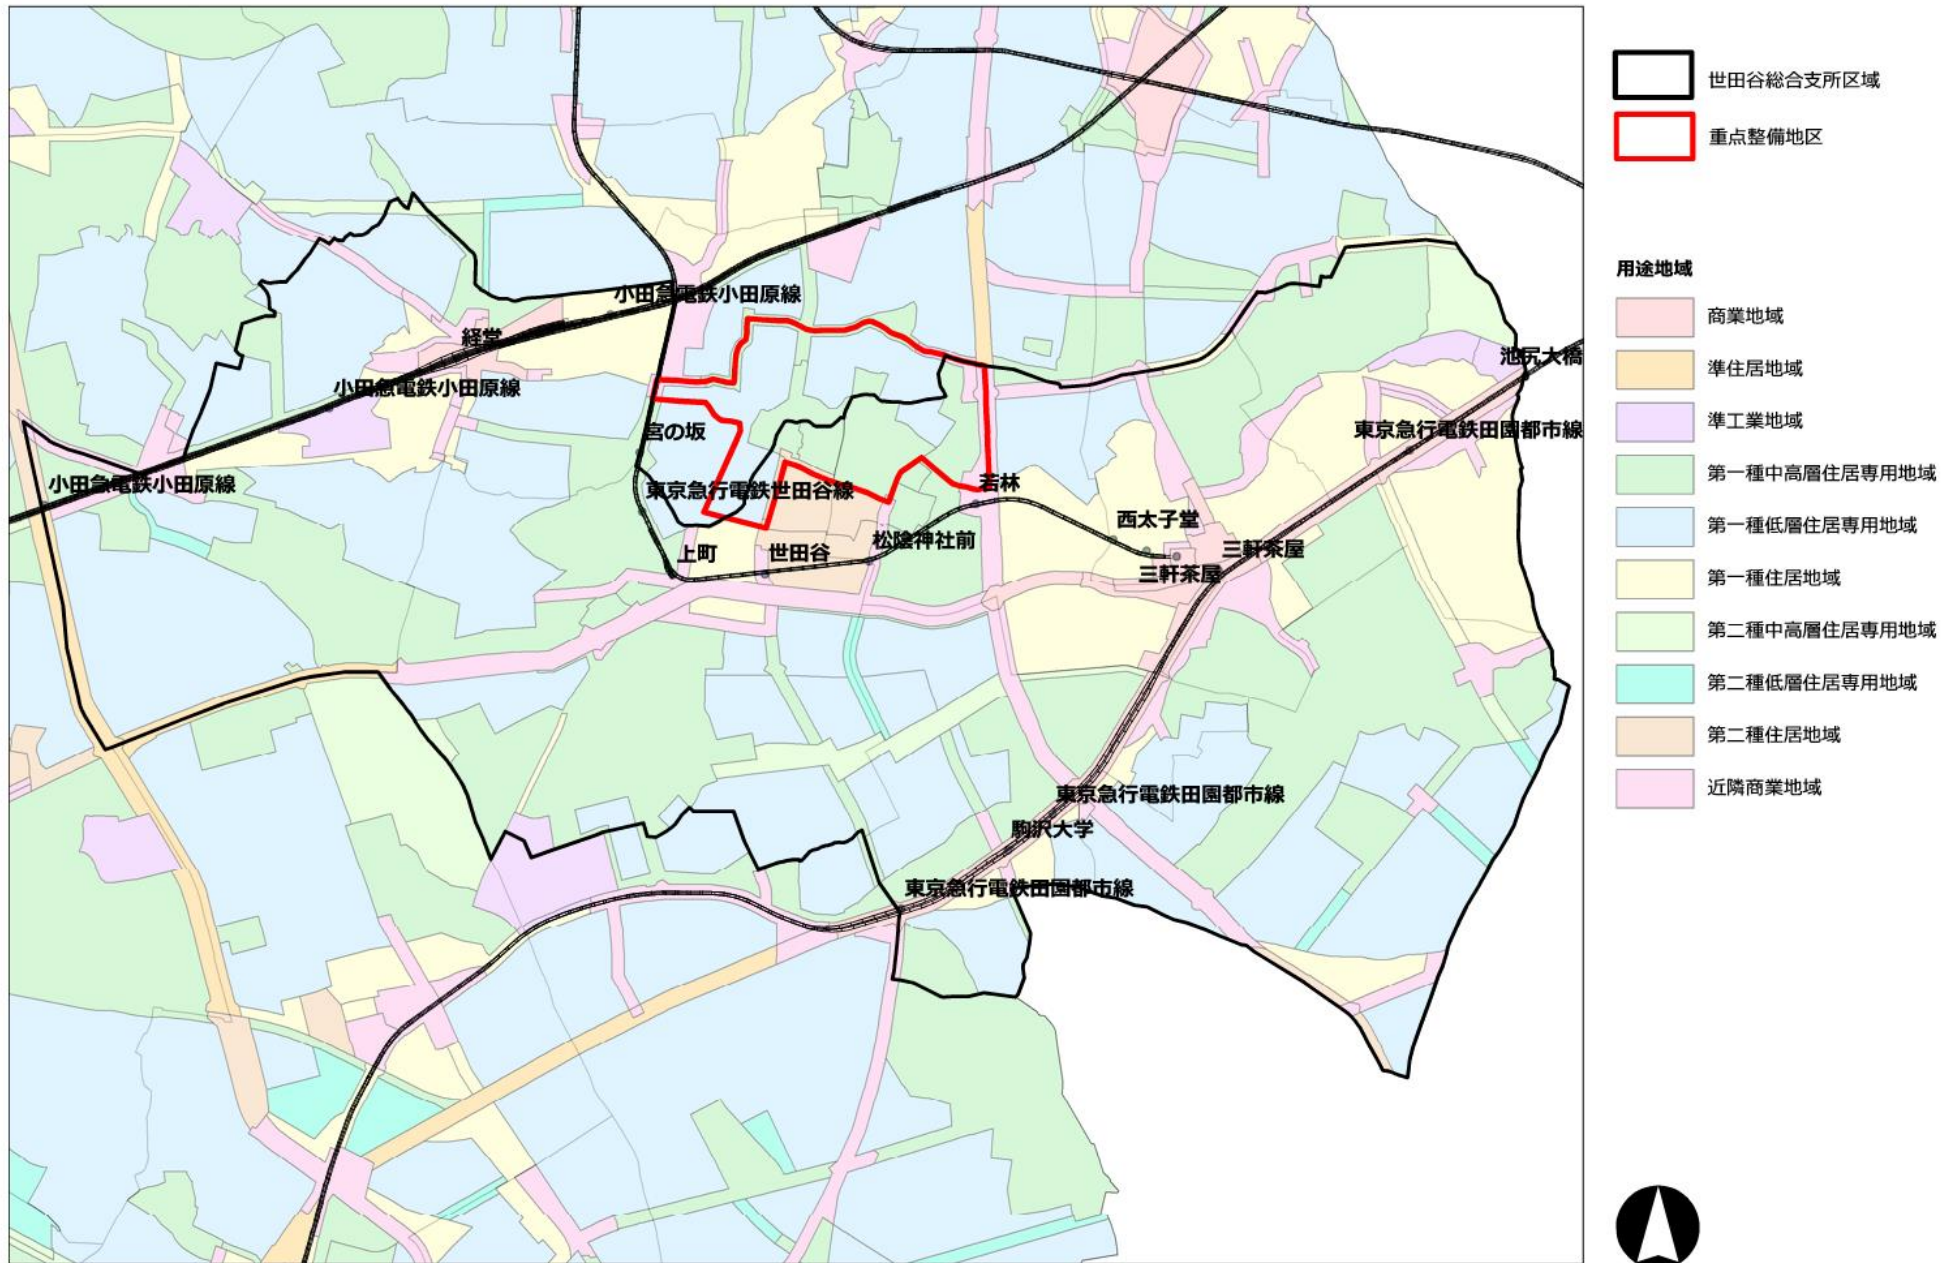 世田谷総合支所区域
重点整備地区
用途地域
商業地域
準住居地域
準工業地域
第一種中高層住居専用地域
第一種低層住居専用地域
第一種住居地域
第二種中高層住居専用地域
第二種低層住居専用地域
第二種住居地域
近隣商業地域
小田急電鉄小田原線
経堂
池尻大橋
小田急電鉄小田原線
宮の坂
東京急行電鉄田園都市線
小田急電鉄小田原線
東京急行電鉄世田谷線
若林
西太子堂
松陰神社前
上町
世田谷
三軒茶屋
三軒茶屋
東京急行電鉄田園都市線
駒沢大学
東京急行電鉄田園都市線